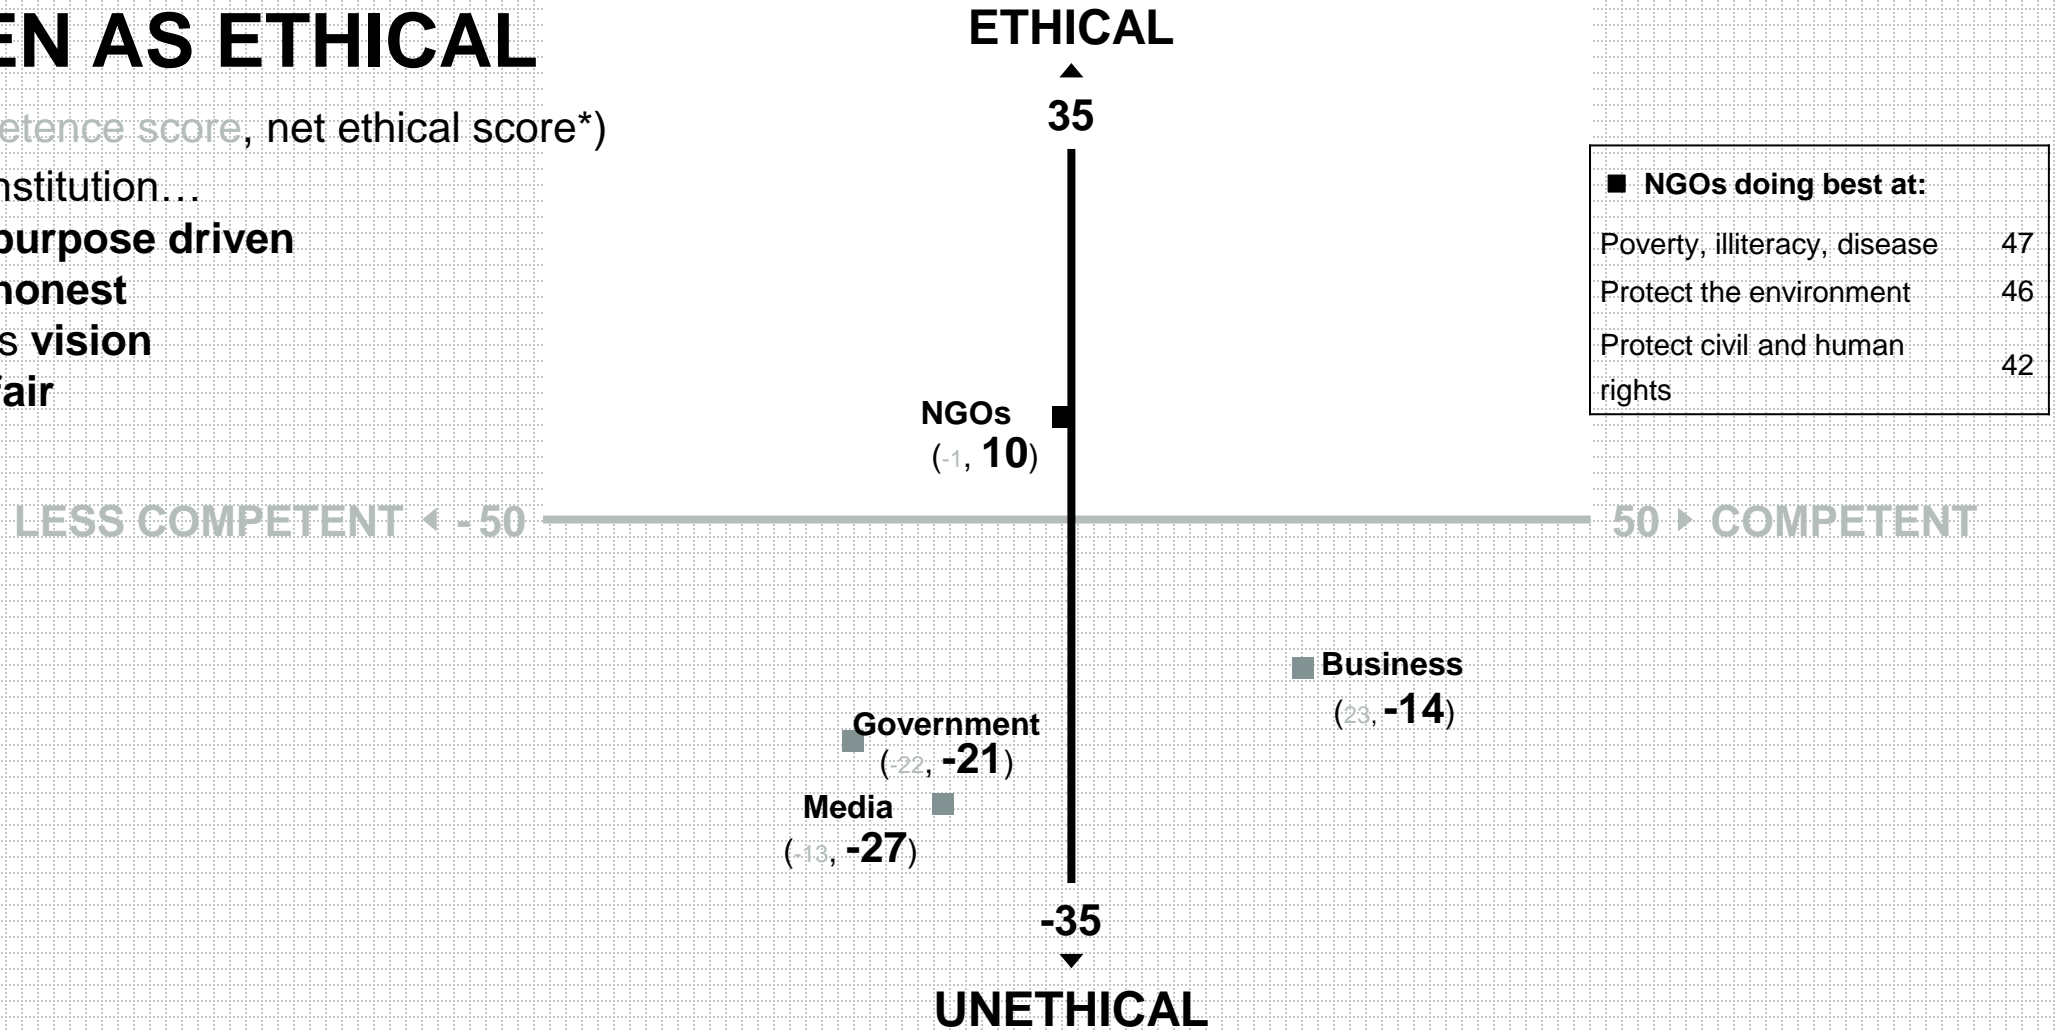 EN AS ETHICAL
etence score, net ethical score*)
nstitution…
purpose driven
honest
s vision
fair
ETHICAL
35
■ NGOs doing best at:
Poverty, illiteracy, disease 47
Protect the environment 46
Protect civil and human
rights 42
NGOs
(-1, 10)
LESS COMPETENT ◂ - 50
50 ▸ COMPETENT
Business
(23, -14)
Government
(-22, -21)
Media
(-13, -27)
-35
UNETHICAL